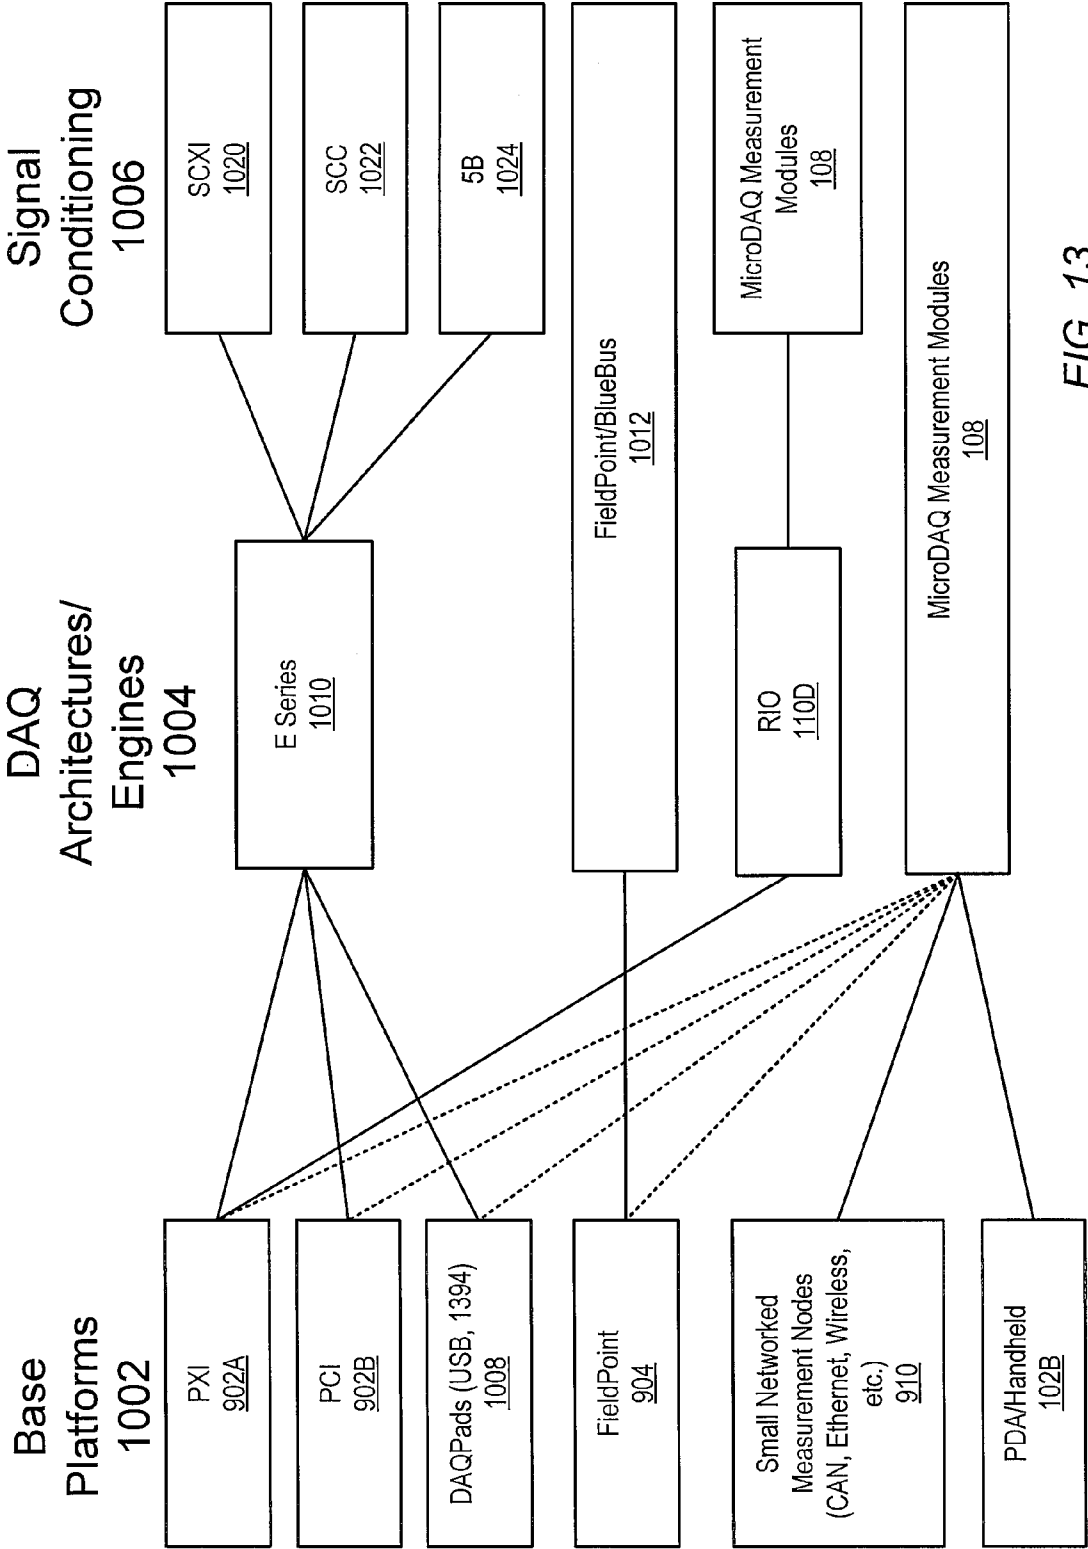 Base
Platforms
1002
DAQ
Architectures/
Engines
1004
Signal
Conditioning
1006
PXI
902A
PCI
902B
DAQPads (USB, 1394)
1008
FieldPoint
904
Small Networked
Measurement Nodes
(CAN, Ethernet, Wireless,
etc.)
910
PDA/Handheld
102B
E Series
1010
FieldPoint/BlueBus
1012
RIO
110D
MicroDAQ Measurement Modules
108
SCXI
1020
SCC
1022
5B
1024
MicroDAQ Measurement
Modules
108
FIG. 13